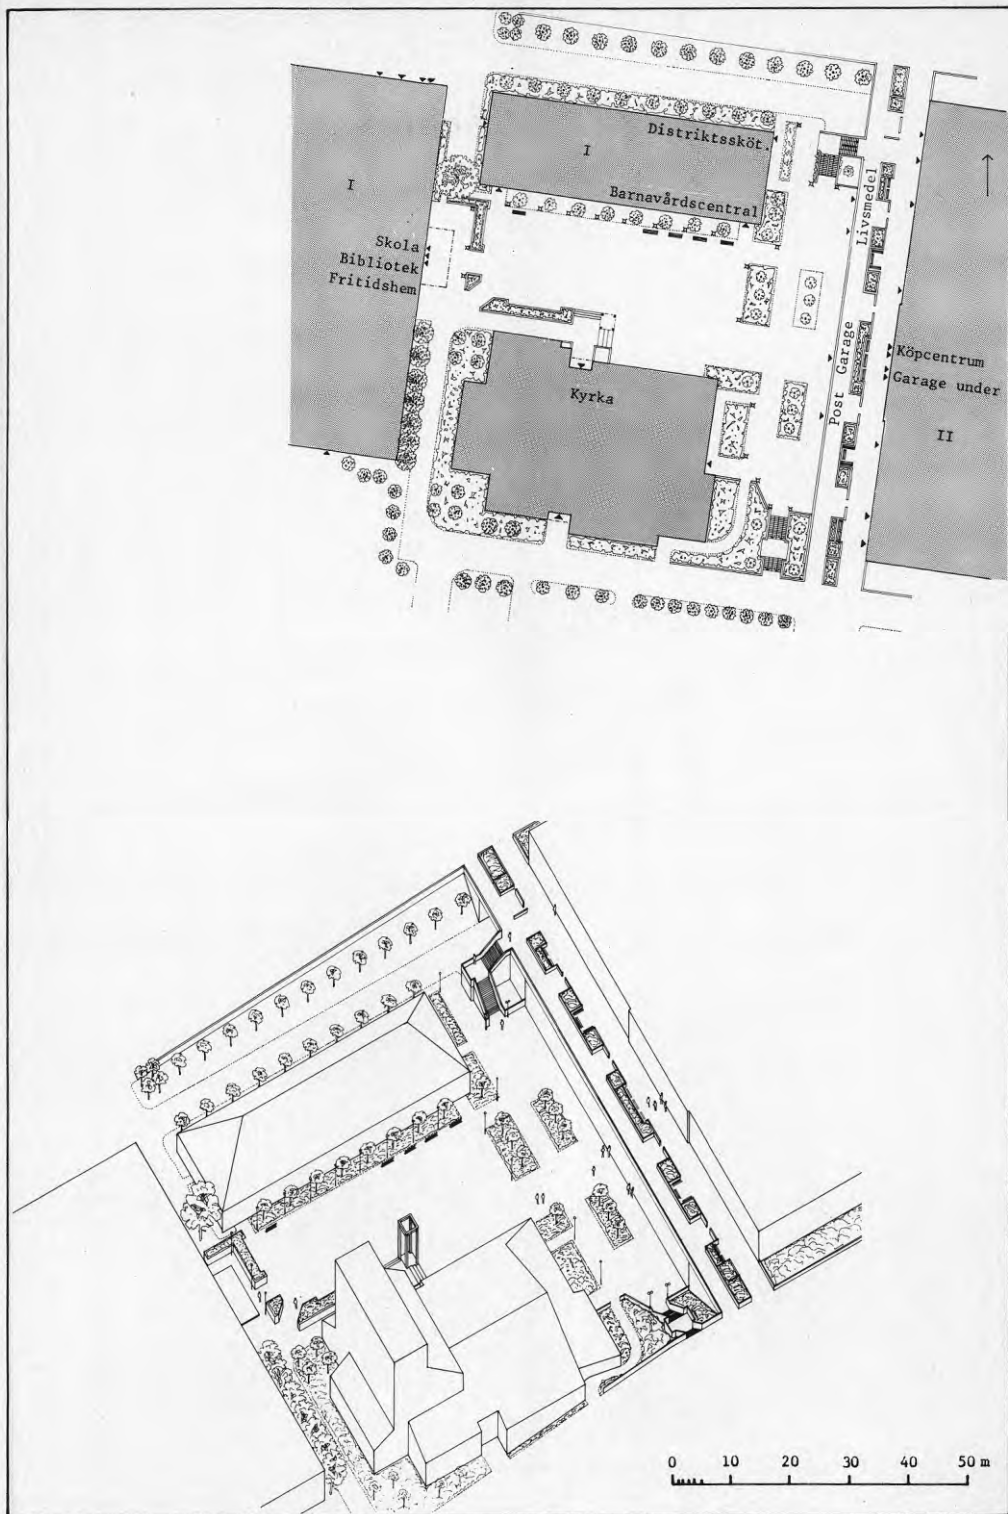 Distriktssköt.
I
Barnavårdscentral
I
Skola
Bibliotek
Fritidshem
Livsmedel
Post Garage
Köpcentrum
Garage under
II
Kyrka
0 10 20 30 40 50 m